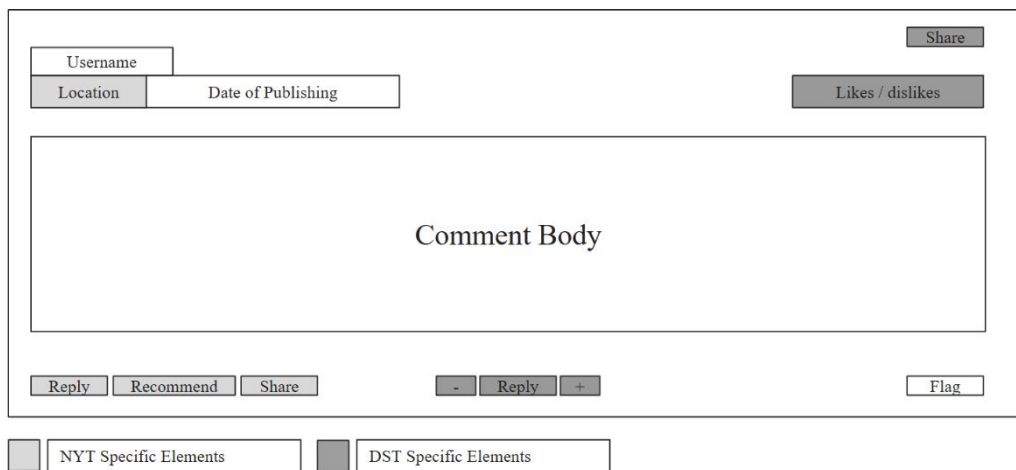 Share
Username
Location Date of Publishing Likes / dislikes
Comment Body
Reply Recommend Share - Reply + Flag
NYT Specific Elements DST Specific Elements